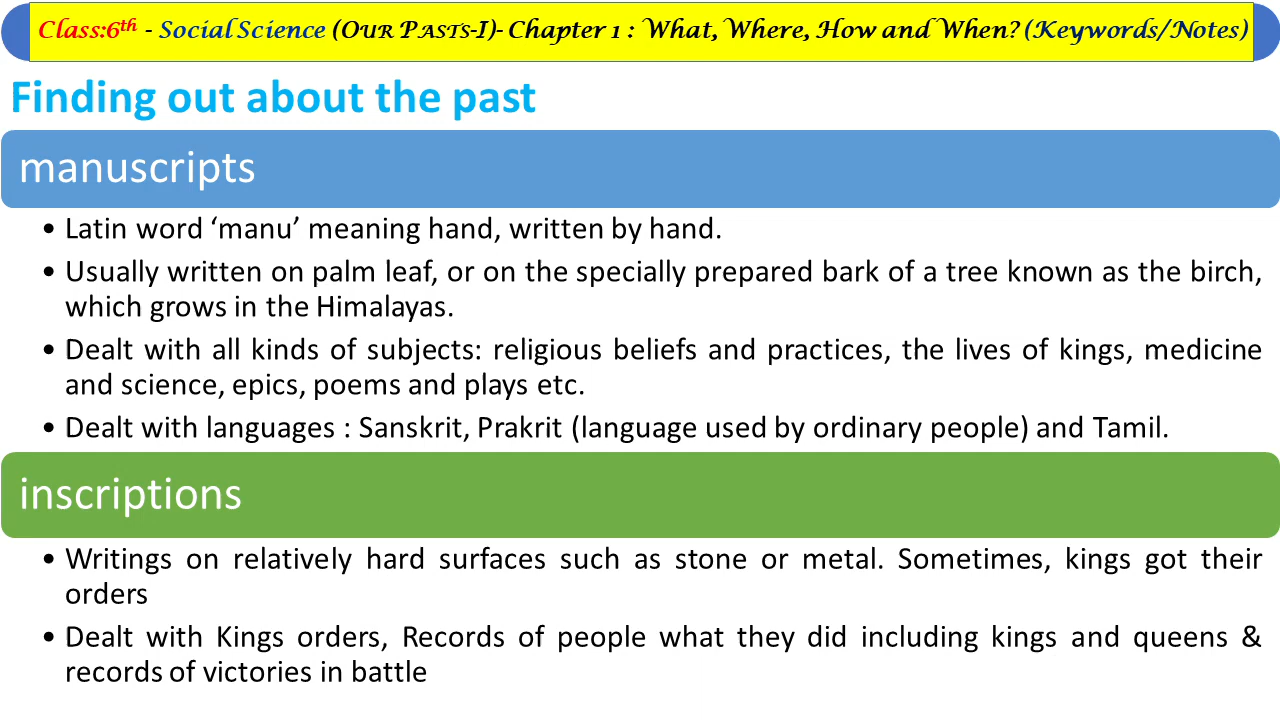 Class:6th - Social Science (OUR PASTS-I)- Chapter 1 : What, Where, How and When? (Keywords/Notes)
Finding out about the past
manuscripts
• Latin word ‘manu’ meaning hand, written by hand.
• Usually written on palm leaf, or on the specially prepared bark of a tree known as the birch,
which grows in the Himalayas.
• Dealt with all kinds of subjects: religious beliefs and practices, the lives of kings, medicine
and science, epics, poems and plays etc.
• Dealt with languages : Sanskrit, Prakrit (language used by ordinary people) and Tamil.
inscriptions
• Writings on relatively hard surfaces such as stone or metal. Sometimes, kings got their
orders
• Dealt with Kings orders, Records of people what they did including kings and queens &
records of victories in battle